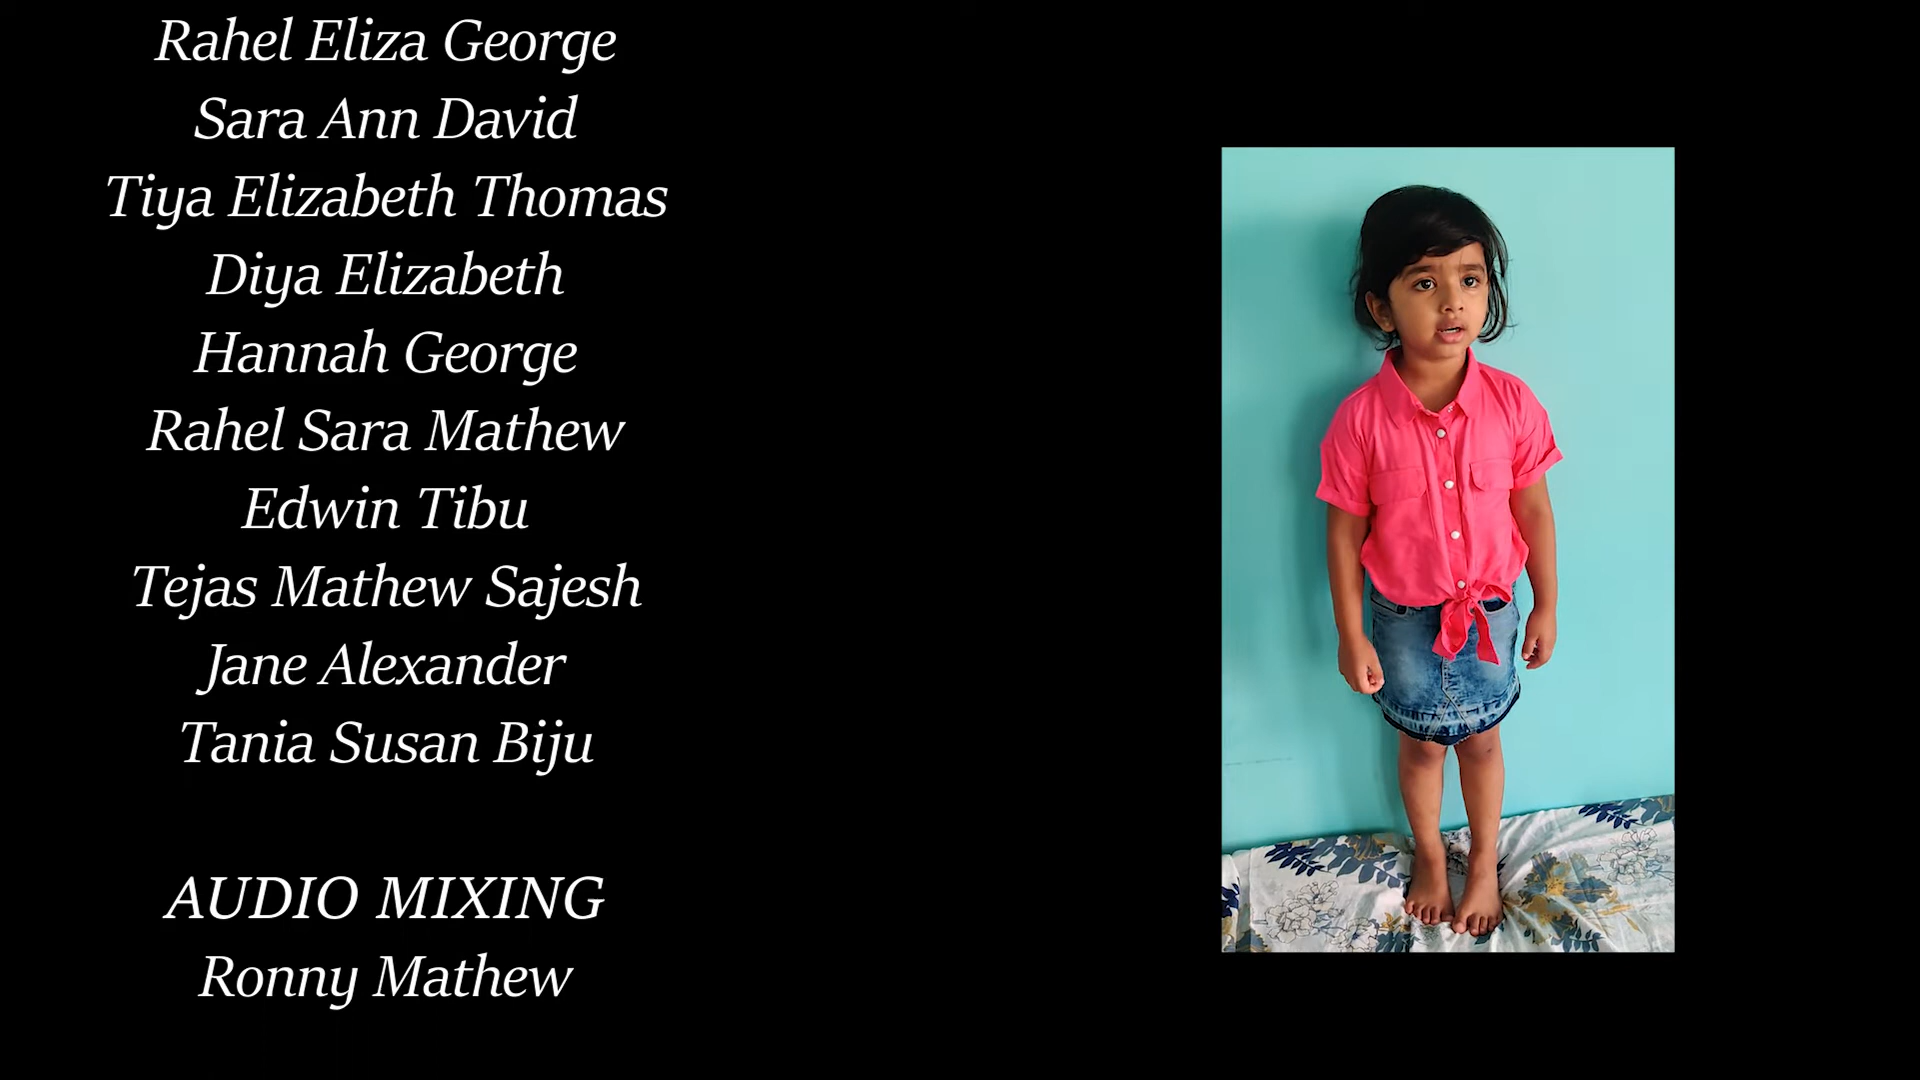 Rahel Eliza George
Sara Ann David
Tiya Elizabeth Thomas
Diya Elizabeth
Hannah George
Rahel Sara Mathew
Edwin Tibu
Tejas Mathew Sajesh
Jane Alexander
Tania Susan Biju
AUDIO MIXING
Ronny Mathew